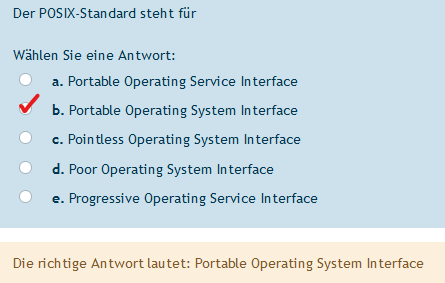 Der POSIX-Standard steht für
Wählen Sie eine Antwort:
a. Portable Operating Service Interface
b. Portable Operating System Interface
c. Pointless Operating System Interface
d. Poor Operating System Interface
e. Progressive Operating Service Interface
Die richtige Antwort lautet: Portable Operating System Interface